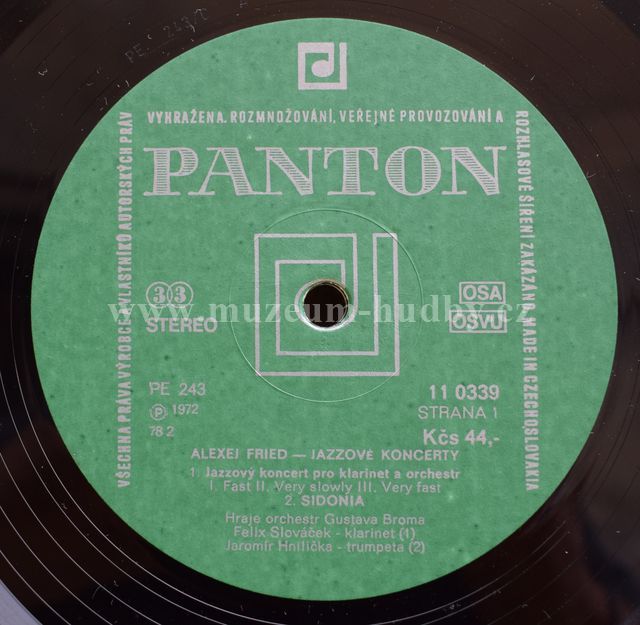 PE 243/1
VYHRAŽENA. ROZMNOŽOVÁNÍ, VEŘEJNÉ PROVOZOVÁNÍ A
PANTON
VŠECHNA PRÁVA VÝROBCE A VLASTNÍKŮ AUTORSKÝCH PRÁV
ROZHLASOVÉ ŠÍŘENÍ ZAKÁZÁNO. MADE IN CZECHOSLOVAKIA
33
STEREO
OSA
OSVU
www.muzeum-hudby.cz
PE 243
Ⓟ 1972
78 2
11 0339
STRANA 1
Kčs 44,-
ALEXEJ FRIED — JAZZOVÉ KONCERTY
1. Jazzový koncert pro klarinet a orchestr
I. Fast II. Very slowly III. Very fast
2. SIDONIA
Hraje orchestr Gustava Broma
Felix Slováček - klarinet (1)
Jaromír Hnilička - trumpeta (2)